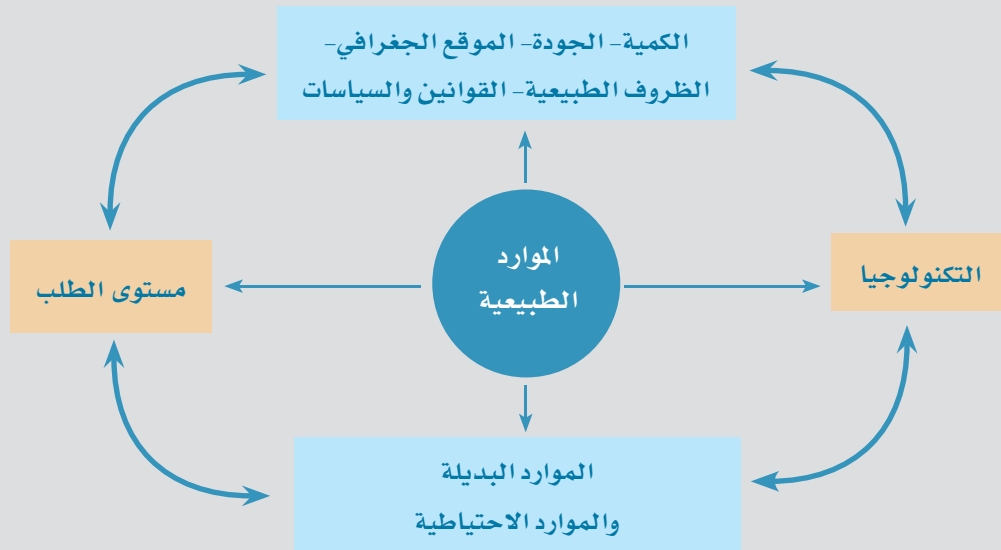 الكمية- الجودة- الموقع الجغرافي-
الظروف الطبيعية- القوانين والسياسات
الموارد
الطبيعية
التكنولوجيا
مستوى الطلب
الموارد البديلة
والموارد الاحتياطية